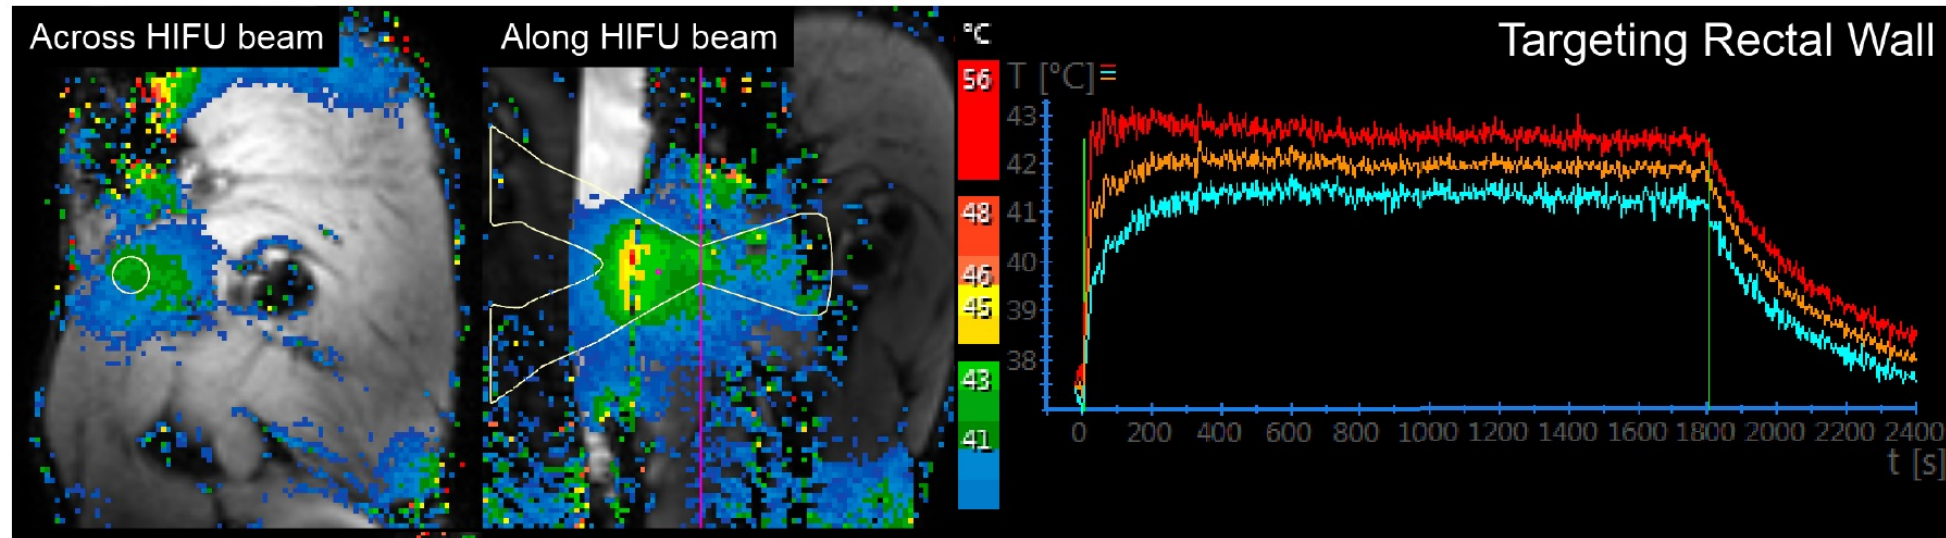 Across HIFU beam
Along HIFU beam
°C
56
48
46
45
43
41
Targeting Rectal Wall
T [°C]
43
42
41
40
39
38
0 200 400 600 800 1000 1200 1400 1600 1800 2000 2200 2400
t [s]